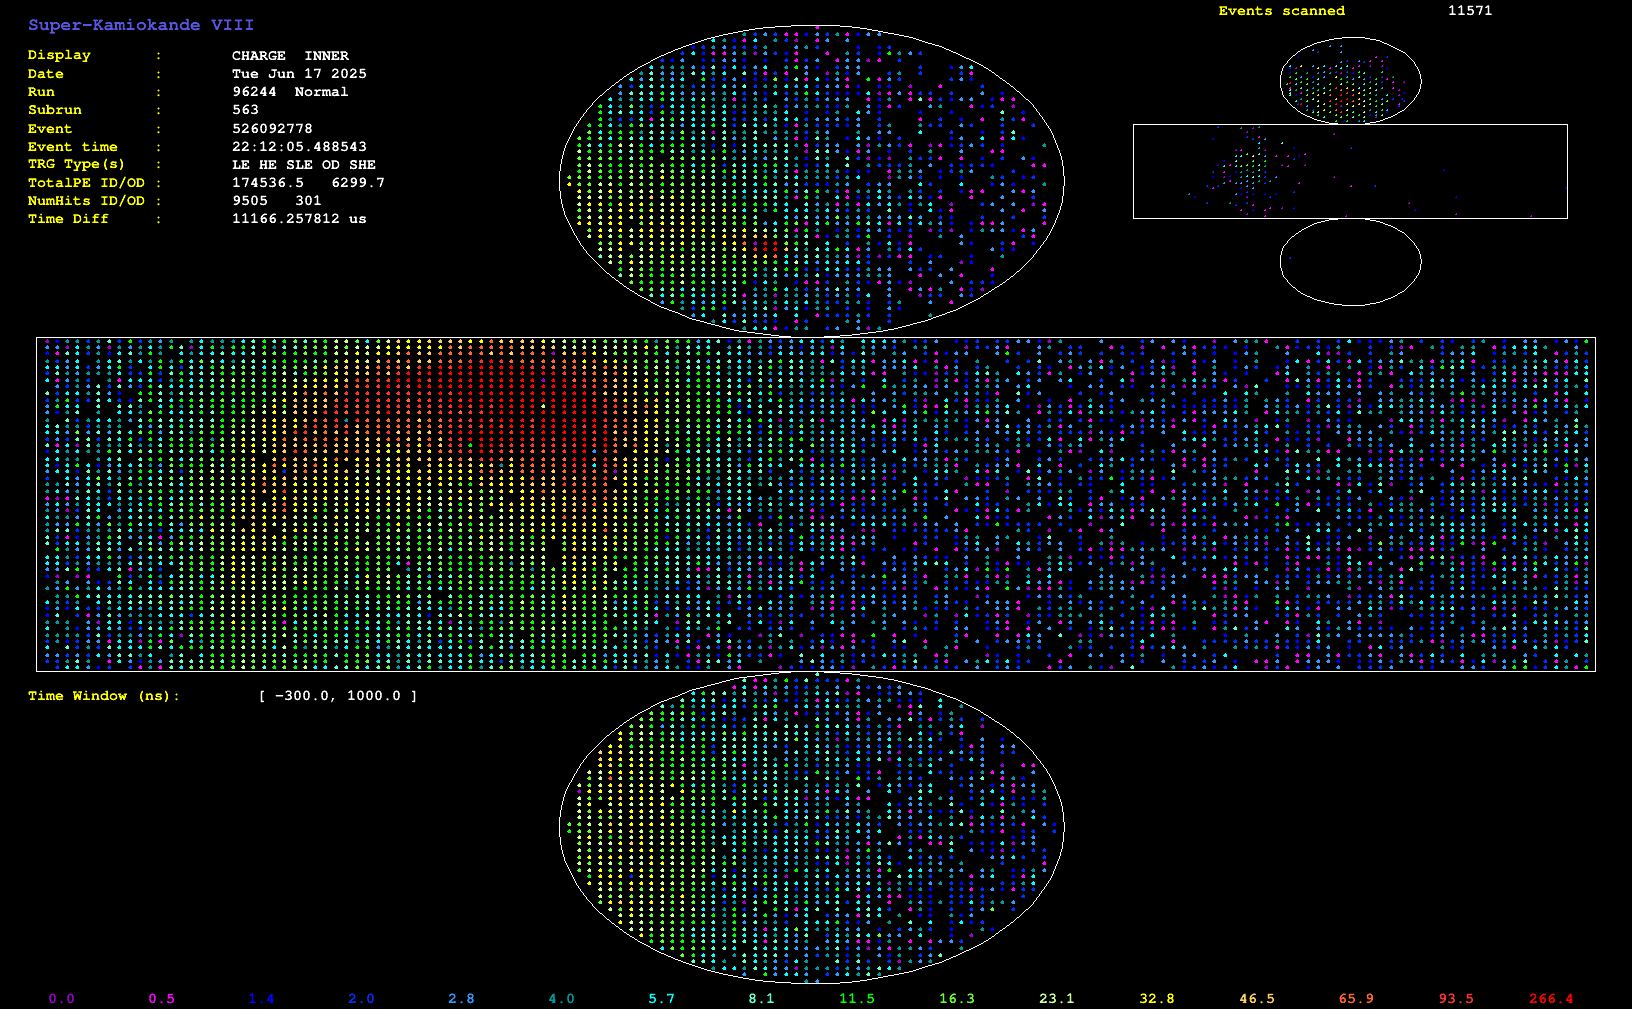 Super-Kamiokande VIII
Events scanned 11571
Display : CHARGE INNER
Date : Tue Jun 17 2025
Run : 96244 Normal
Subrun : 563
Event : 526092778
Event time : 22:12:05.488543
TRG Type(s) : LE HE SLE OD SHE
TotalPE ID/OD : 174536.5 6299.7
NumHits ID/OD : 9505 301
Time Diff : 11166.257812 us
Time Window (ns): [ -300.0, 1000.0 ]
0.0 0.5 1.4 2.0 2.8 4.0 5.7 8.1 11.5 16.3 23.1 32.8 46.5 65.9 93.5 266.4